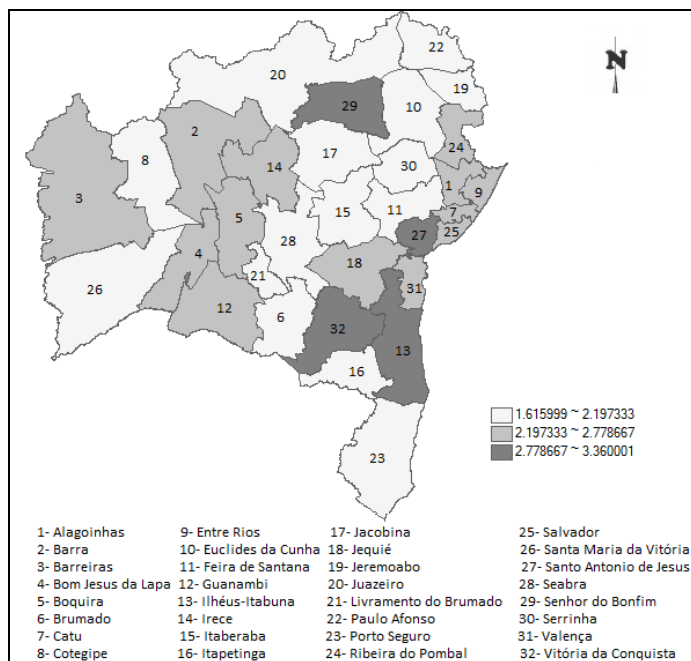 22
20
N
19
29
10
2
24
17
8
14
30
1
9
3
15
11
7
5
27
25
28
4
18
21
26
31
12
6
32
13
16
1.615999 ~ 2.197333
2.197333 ~ 2.778667
2.778667 ~ 3.360001
23
1- Alagoinhas 9- Entre Rios 17- Jacobina 25- Salvador
2- Barra 10- Euclides da Cunha 18- Jequié 26- Santa Maria da Vitória
3- Barreiras 11- Feira de Santana 19- Jeremoabo 27- Santo Antonio de Jesus
4- Bom Jesus da Lapa 12- Guanambi 20- Juazeiro 28- Seabra
5- Boquira 13- Ilhéus-Itabuna 21- Livramento do Brumado 29- Senhor do Bonfim
6- Brumado 14- Irece 22- Paulo Afonso 30- Serrinha
7- Catu 15- Itaberaba 23- Porto Seguro 31- Valença
8- Cotegipe 16- Itapetinga 24- Ribeira do Pombal 32- Vitória da Conquista